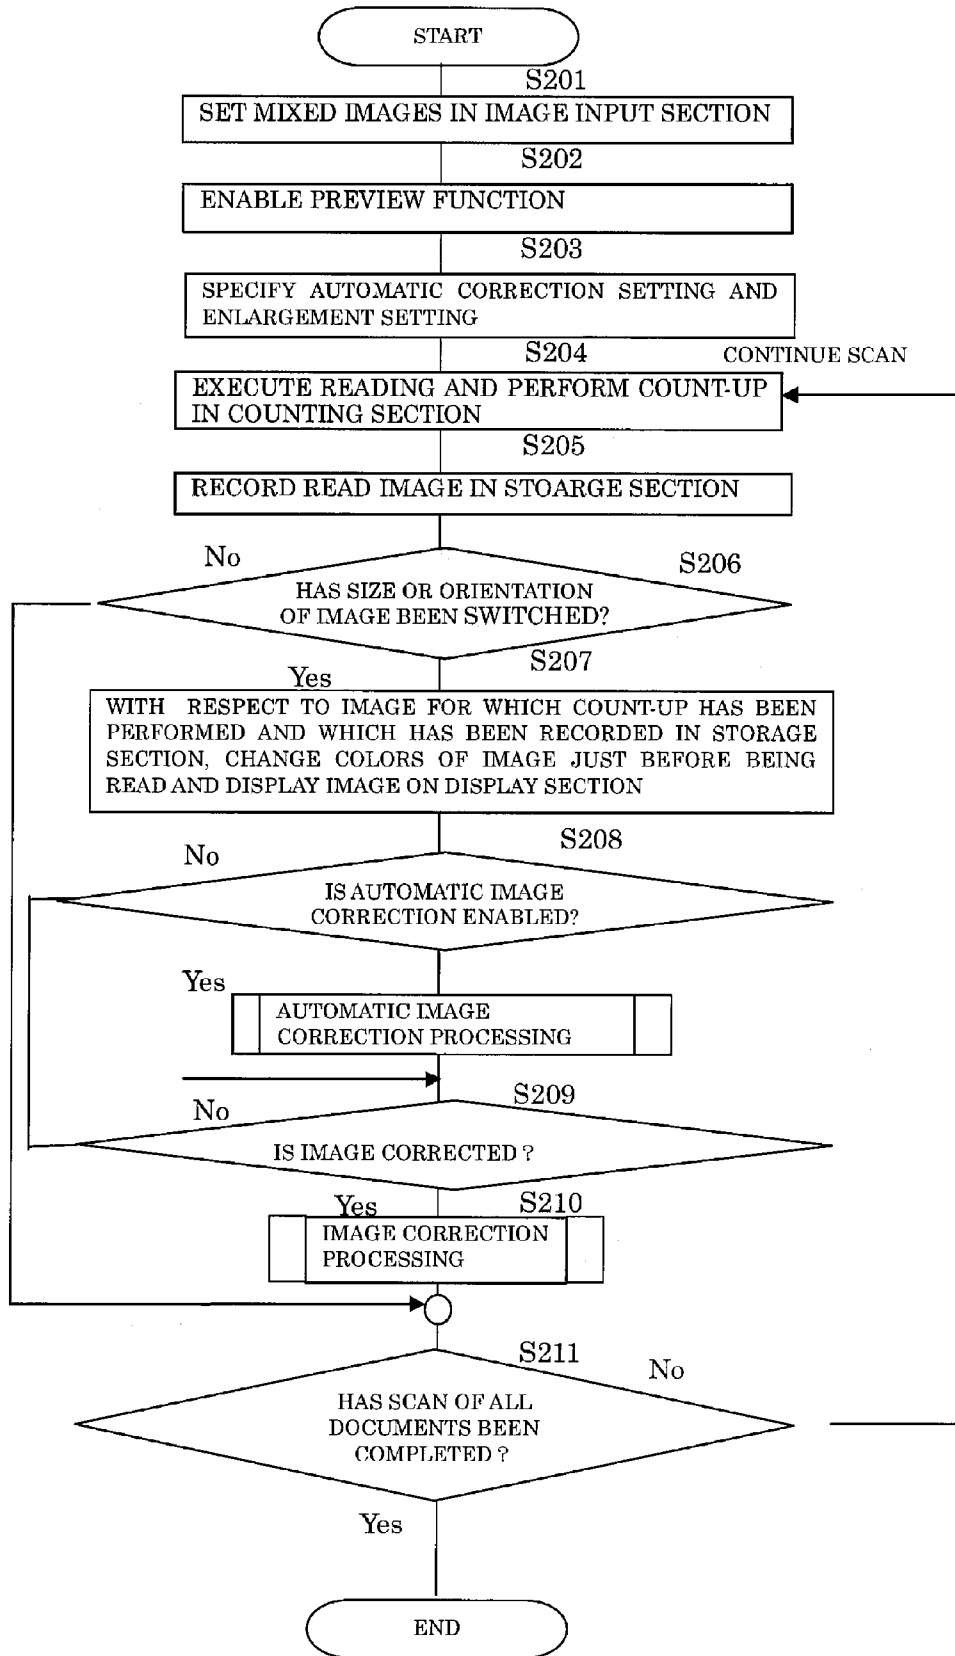 START
S201
SET MIXED IMAGES IN IMAGE INPUT SECTION
S202
ENABLE PREVIEW FUNCTION
S203
SPECIFY AUTOMATIC CORRECTION SETTING AND
ENLARGEMENT SETTING
S204
CONTINUE SCAN
EXECUTE READING AND PERFORM COUNT-UP
IN COUNTING SECTION
S205
RECORD READ IMAGE IN STOARGE SECTION
No
S206
HAS SIZE OR ORIENTATION
OF IMAGE BEEN SWITCHED?
S207
Yes
WITH RESPECT TO IMAGE FOR WHICH COUNT-UP HAS BEEN
PERFORMED AND WHICH HAS BEEN RECORDED IN STORAGE
SECTION, CHANGE COLORS OF IMAGE JUST BEFORE BEING
READ AND DISPLAY IMAGE ON DISPLAY SECTION
S208
No
IS AUTOMATIC IMAGE
CORRECTION ENABLED?
Yes
AUTOMATIC IMAGE
CORRECTION PROCESSING
S209
No
IS IMAGE CORRECTED ?
Yes
S210
IMAGE CORRECTION
PROCESSING
S211
No
HAS SCAN OF ALL
DOCUMENTS BEEN
COMPLETED ?
Yes
END